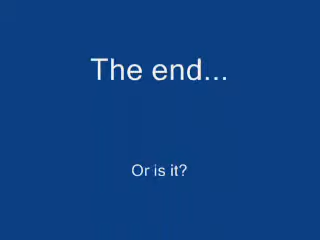 The end...
Or is it?